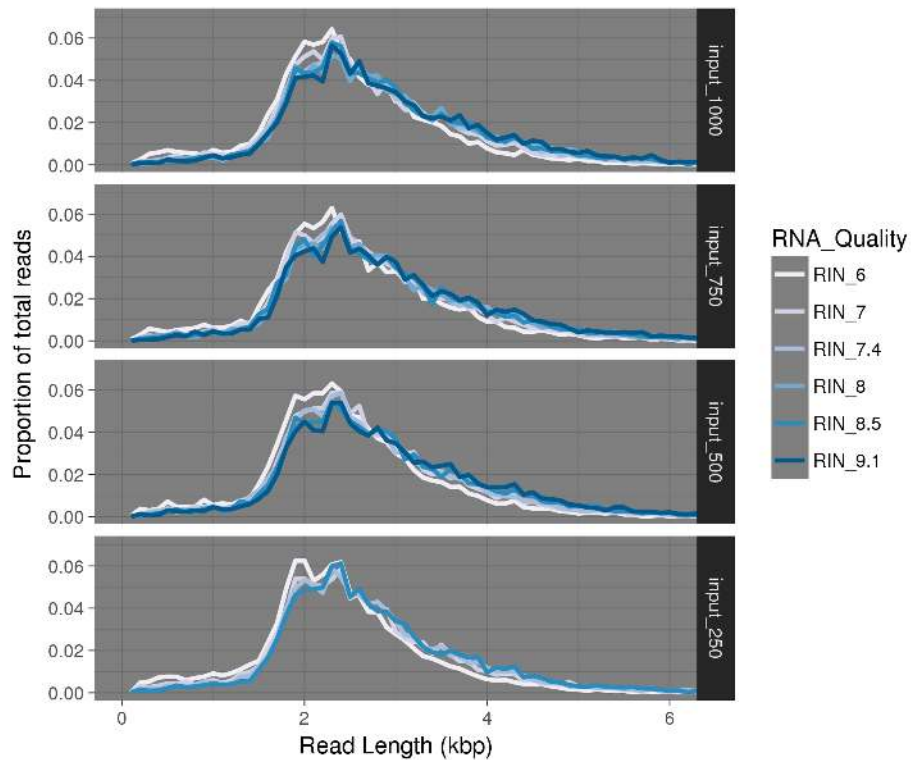 0.06
0.04
0.02
0.00
input_1000
0.06
0.04
0.02
0.00
input_750
0.06
0.04
0.02
0.00
input_500
0.06
0.04
0.02
0.00
input_250
0 2 4 6
Read Length (kbp)
Proportion of total reads
RNA_Quality
RIN_6
RIN_7
RIN_7.4
RIN_8
RIN_8.5
RIN_9.1